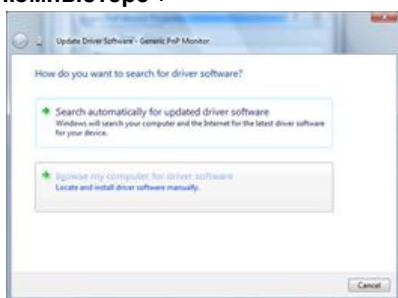 Update Driver Software - Generic PnP Monitor
How do you want to search for driver software?
Search automatically for updated driver software
Windows will search your computer and the Internet for the latest driver software
for your device.
Browse my computer for driver software
Locate and install driver software manually.
Cancel